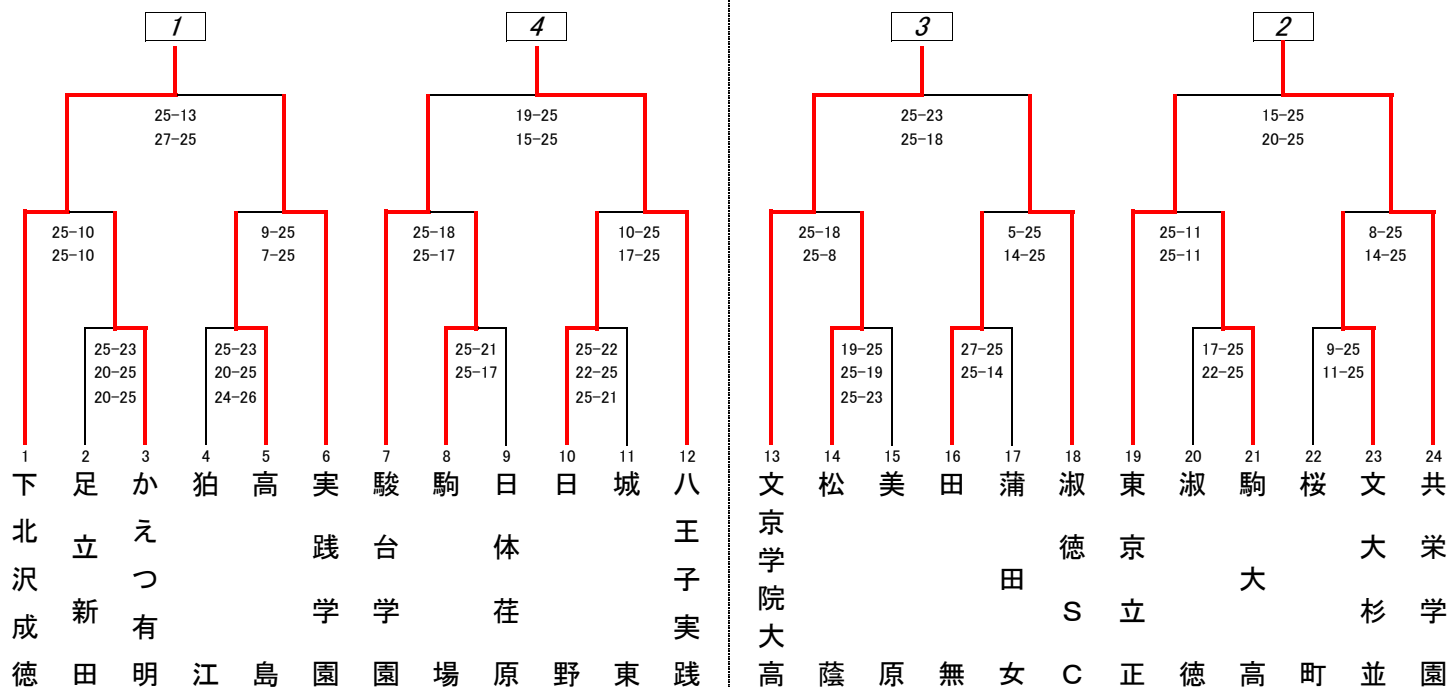 1 4 3 2
25-13 19-25 25-23 15-25
27-25 15-25 25-18 20-25
25-10 9-25 25-18 10-25 25-18 5-25 25-11 8-25
25-10 7-25 25-17 17-25 25-8 14-25 25-11 14-25
25-23 25-23 25-21 25-22 19-25 27-25 17-25 9-25
20-25 20-25 25-17 22-25 25-19 25-14 22-25 11-25
20-25 24-26 25-21 25-23
1 2 3 4 5 6 7 8 9 10 11 12 13 14 15 16 17 18 19 20 21 22 23 24
下北沢成徳
足立新田
かえつ有明
狛江
高島
実践学園
駿台学園
駒場
日体荏原
日野
城東
八王子実践
文京学院大高
松蔭
美原
田無
蒲田女
淑徳SC
東京立正
淑徳
駒大高
桜町
文大杉並
共栄学園